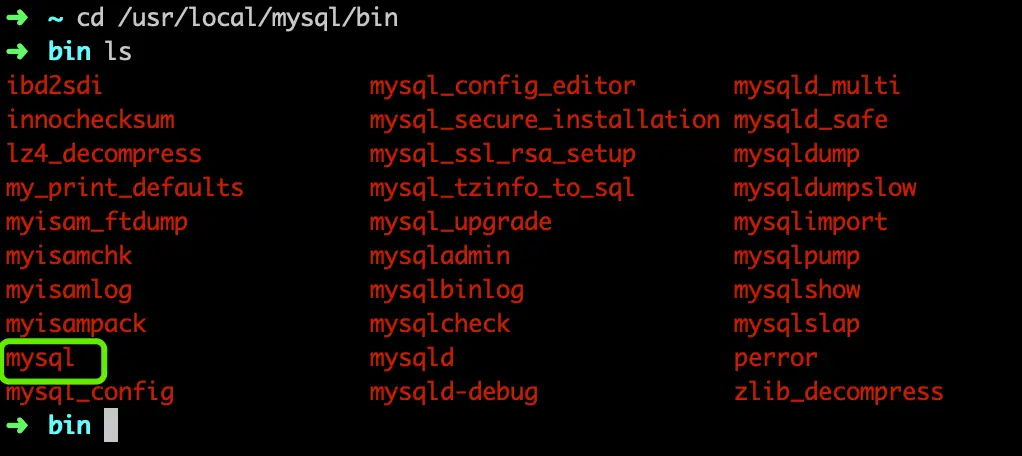 ➜ ~ cd /usr/local/mysql/bin
➜ bin ls
ibd2sdi mysql_config_editor mysqld_multi
innochecksum mysql_secure_installation mysqld_safe
lz4_decompress mysql_ssl_rsa_setup mysqldump
my_print_defaults mysql_tzinfo_to_sql mysqldumpslow
myisam_ftdump mysql_upgrade mysqlimport
myisamchk mysqladmin mysqlpump
myisamlog mysqlbinlog mysqlshow
myisampack mysqlcheck mysqlslap
mysql mysqld perror
mysql_config mysqld-debug zlib_decompress
➜ bin